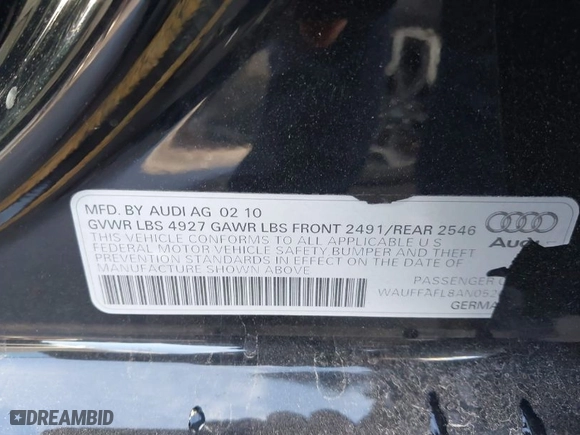 MFD. BY AUDI AG 02 10
GVWR LBS 4927 GAWR LBS FRONT 2491/REAR 2546
THIS VEHICLE CONFORMS TO ALL APPLICABLE U S
FEDERAL MOTOR VEHICLE SAFETY BUMPER AND THEFT
PREVENTION STANDARDS IN EFFECT ON THE DATE OF
MANUFACTURE SHOWN ABOVE
Audi
PASSENGER
WAUFFAFL8AN052
GERMA
DREAMBID